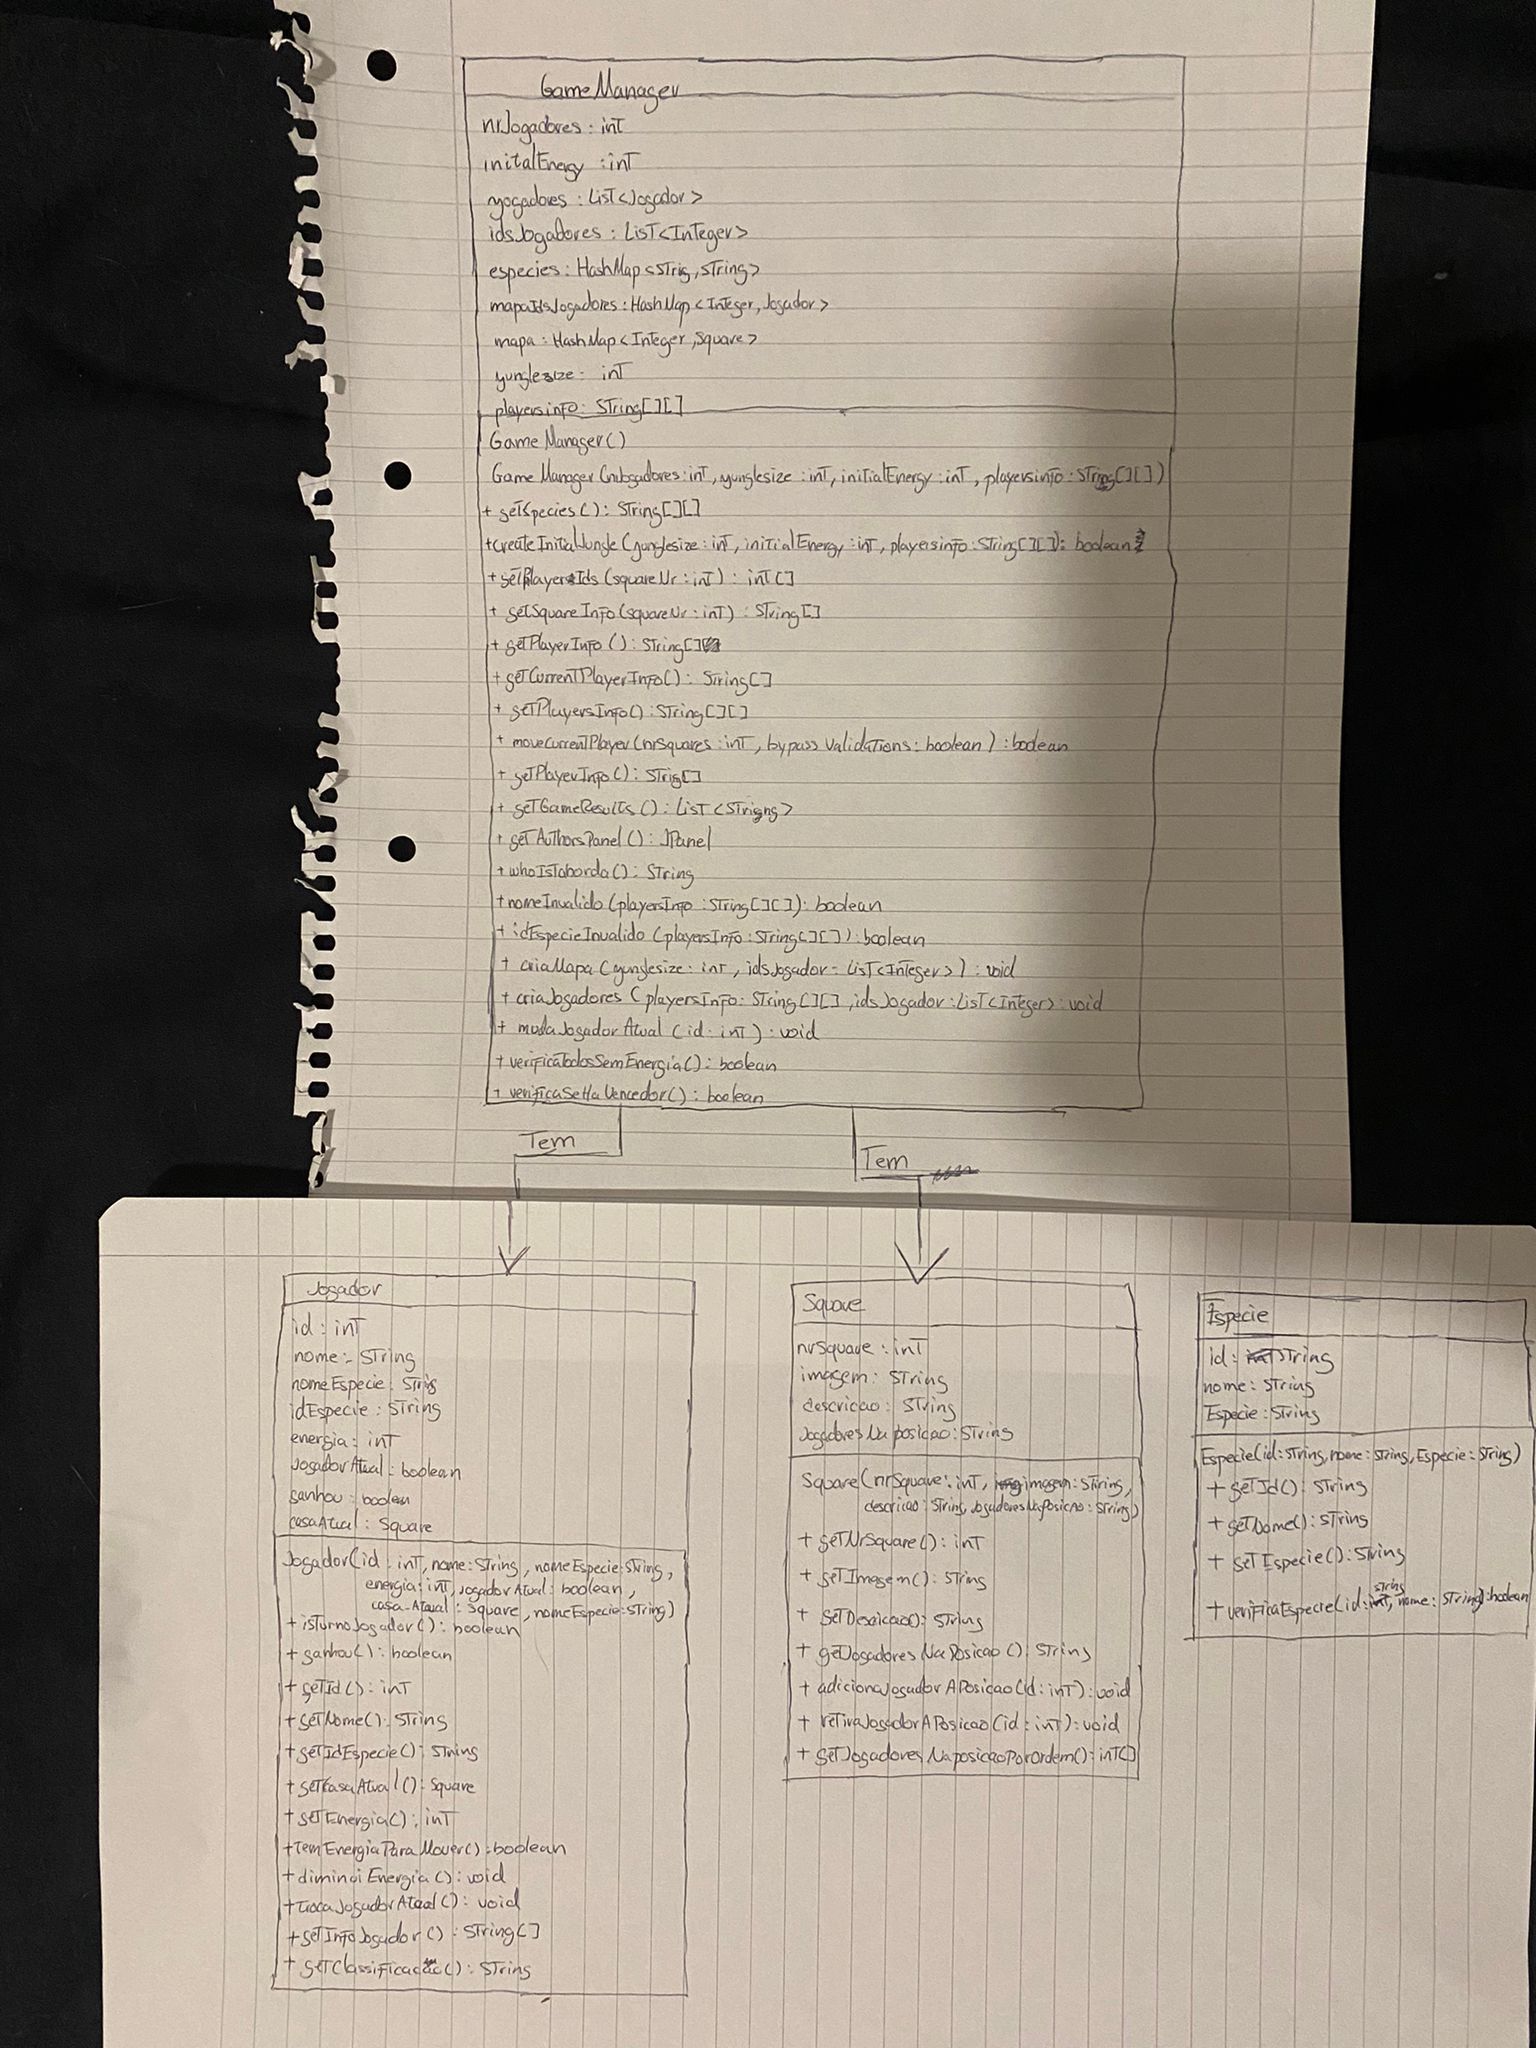 GameManager
nrJogadores : int
initalEnergy : int
yogadores : List<Jogador>
idsJogadores : List<Integer>
especies : HashMap<Strig, String>
mapaIdsJogadores : HashMap<Integer, Jogador>
mapa : HashMap<Integer, Square>
yunglesize : int
playersinfo : String[][]
GameManager()
GameManager(nrJogadores : int, yunglesize : int, initialEnergy : int, playersinfo : String[][])
+ getSpecies() : String[][]
+ createInitialJungle(yunglesize : int, initialEnergy : int, playersinfo : String[][]) : boolean
+ getPlayerIds (squareNr : int) : int[]
+ getSquareInfo(squareNr : int) : String[]
+ getPlayerInfo() : String[]
+ getCurrentPlayerInfo() : String[]
+ getPlayersInfo() : String[][]
+ moveCurrentPlayer(nrSquares : int, bypassValidations : boolean) : boolean
+ getPlayerInfo() : Strig[]
+ getGameResults() : List<String>
+ getAuthorsPanel() : JPanel
+ whoIsTaborda() : String
+ nomeInvalido (playersInfo : String[][]) : boolean
+ idEspecieInvalido (playersInfo : String[][]) : boolean
+ criaMapa (yunglesize : int, idsJogador = List<Integer>) : void
+ criaJogadores (playersInfo : String[][], idsJogador : List<Integer>) : void
+ mudaJogadorAtual (id : int) : void
+ verificaTodosSemEnergia() : boolean
+ verificaSeHaVencedor() : boolean
Tem
Tem
Jogador
id : int
nome : String
nomeEspecie : String
idEspecie : String
energia : int
JogadorAtual : boolean
ganhou : boolean
casaAtual : Square
Jogador(id : int, nome : String, nomeEspecie : String,
energia : int, JogadorAtual : boolean,
casa-Atual : Square, nomeEspecie : String)
+ isTurnoJogador() : boolean
+ ganhou() : boolean
+ getId() : int
+ getNome() : String
+ getIdEspecie() : String
+ getCasaAtual() : Square
+ getEnergia() : int
+ temEnergiaParaMover() : boolean
+ diminoiEnergia() : void
+ trocaJogadorAtual() : void
+ getInfoJogador() : String[]
+ getClassificacao() : String
Square
nrSquare : int
imagem : String
descricao : String
JogadoresNaposicao : String
Square(nrSquare : int, imagem : String,
descricao : String, JogadoresNaPosicao : String)
+ getNrSquare() : int
+ getImagem() : String
+ getDescicao() : String
+ getJogadoresNaPosicao() : String
+ adicionaJogadorAPosicao(id : int) : void
+ retiraJogadorAPosicao(id : int) : void
+ getJogadoresNaposicaoPorOrdem() : int[]
Especie
id : String
nome : String
Especie : String
Especie(id : String, nome : String, Especie : String)
+ getId() : String
+ getNome() : String
+ getEspecie() : String
+ verificaEspecie(id : string, nome : String) : boolean